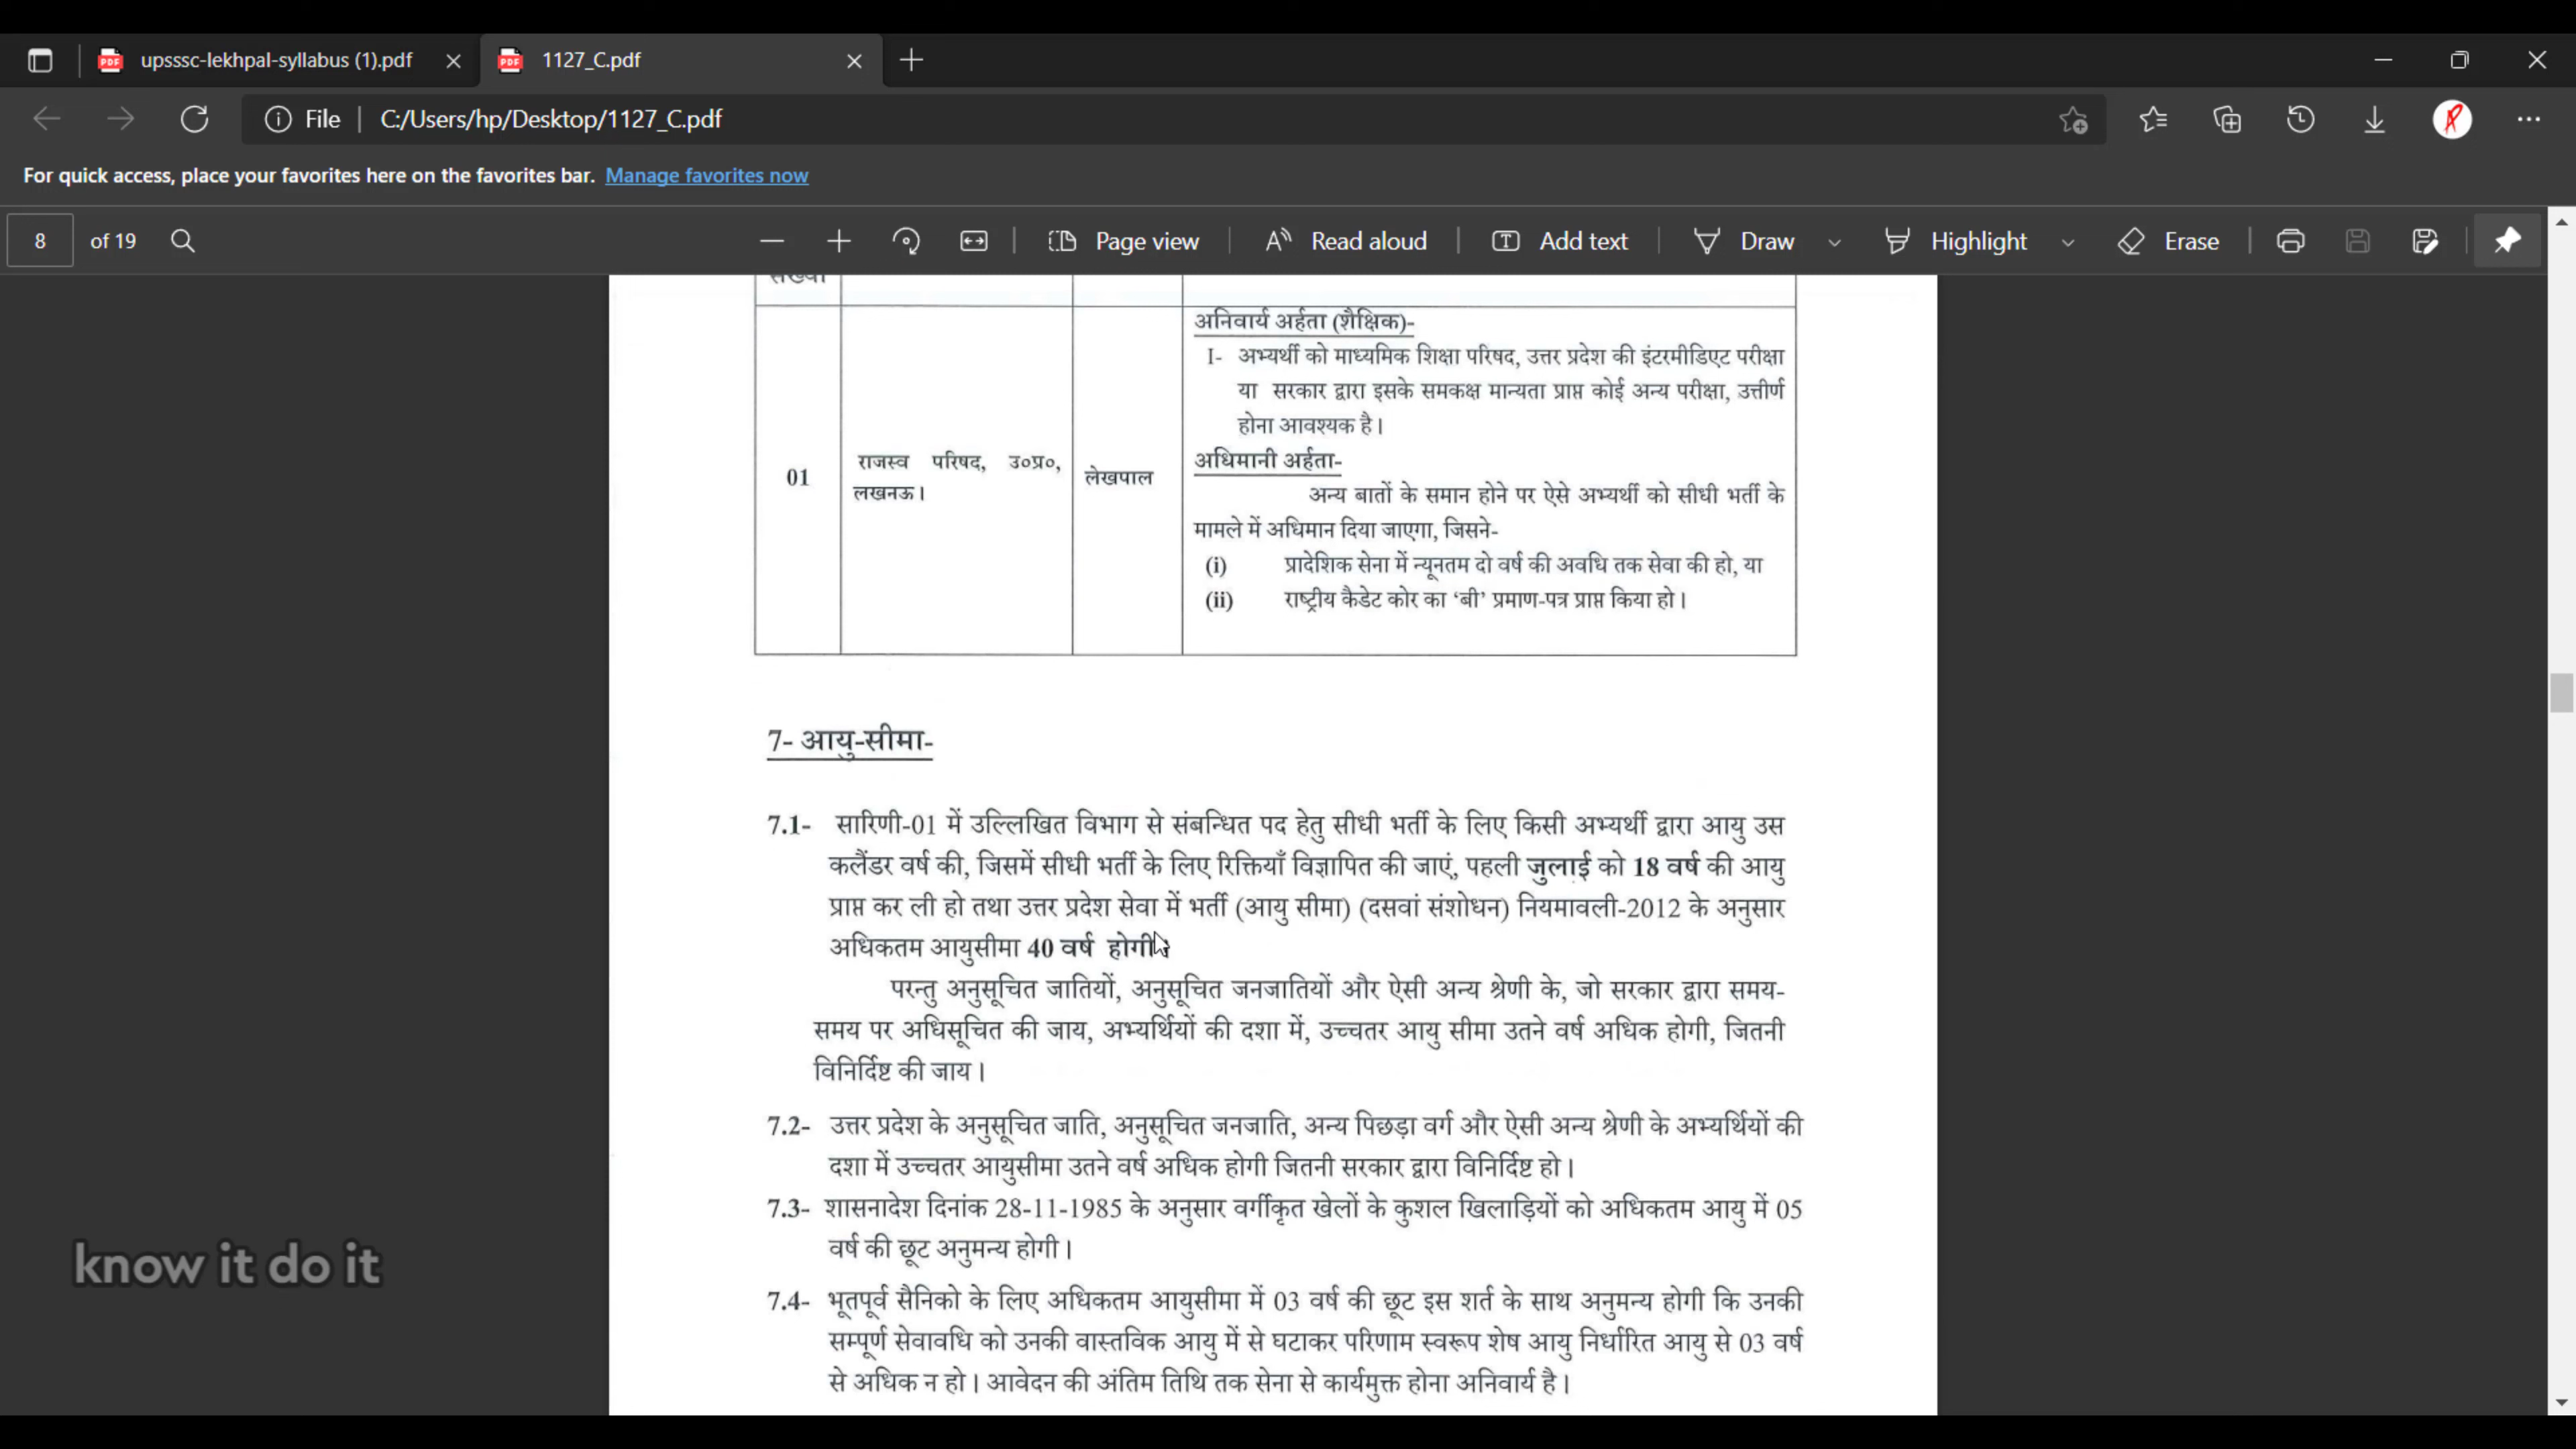 upsssc-lekhpal-syllabus (1).pdf
1127_C.pdf
File
C:/Users/hp/Desktop/1127_C.pdf
For quick access, place your favorites here on the favorites bar. Manage favorites now
8 of 19
Page view
Read aloud
Add text
Draw
Highlight
Erase
अनिवार्य अर्हता (शैक्षिक)-
I- अभ्यर्थी को माध्यमिक शिक्षा परिषद, उत्तर प्रदेश की इंटरमीडिएट परीक्षा
या सरकार द्वारा इसके समकक्ष मान्यता प्राप्त कोई अन्य परीक्षा, उत्तीर्ण
होना आवश्यक है।
01
राजस्व परिषद, उ०प्र०,
लखनऊ।
लेखपाल
अधिमानी अर्हता-
अन्य बातों के समान होने पर ऐसे अभ्यर्थी को सीधी भर्ती के
मामले में अधिमान दिया जाएगा, जिसने-
(i) प्रादेशिक सेना में न्यूनतम दो वर्ष की अवधि तक सेवा की हो, या
(ii) राष्ट्रीय कैडेट कोर का ‘बी’ प्रमाण-पत्र प्राप्त किया हो।
7- आयु-सीमा-
7.1- सारिणी-01 में उल्लिखित विभाग से संबन्धित पद हेतु सीधी भर्ती के लिए किसी अभ्यर्थी द्वारा आयु उस
कलैंडर वर्ष की, जिसमें सीधी भर्ती के लिए रिक्तियाँ विज्ञापित की जाएं, पहली जुलाई को 18 वर्ष की आयु
प्राप्त कर ली हो तथा उत्तर प्रदेश सेवा में भर्ती (आयु सीमा) (दसवां संशोधन) नियमावली-2012 के अनुसार
अधिकतम आयुसीमा 40 वर्ष होगी
परन्तु अनुसूचित जातियों, अनुसूचित जनजातियों और ऐसी अन्य श्रेणी के, जो सरकार द्वारा समय-
समय पर अधिसूचित की जाय, अभ्यर्थियों की दशा में, उच्चतर आयु सीमा उतने वर्ष अधिक होगी, जितनी
विनिर्दिष्ट की जाय।
7.2- उत्तर प्रदेश के अनुसूचित जाति, अनुसूचित जनजाति, अन्य पिछड़ा वर्ग और ऐसी अन्य श्रेणी के अभ्यर्थियों की
दशा में उच्चतर आयुसीमा उतने वर्ष अधिक होगी जितनी सरकार द्वारा विनिर्दिष्ट हो।
7.3- शासनादेश दिनांक 28-11-1985 के अनुसार वर्गीकृत खेलों के कुशल खिलाड़ियों को अधिकतम आयु में 05
वर्ष की छूट अनुमन्य होगी।
7.4- भूतपूर्व सैनिको के लिए अधिकतम आयुसीमा में 03 वर्ष की छूट इस शर्त के साथ अनुमन्य होगी कि उनकी
सम्पूर्ण सेवावधि को उनकी वास्तविक आयु में से घटाकर परिणाम स्वरूप शेष आयु निर्धारित आयु से 03 वर्ष
से अधिक न हो। आवेदन की अंतिम तिथि तक सेना से कार्यमुक्त होना अनिवार्य है।
know it do it